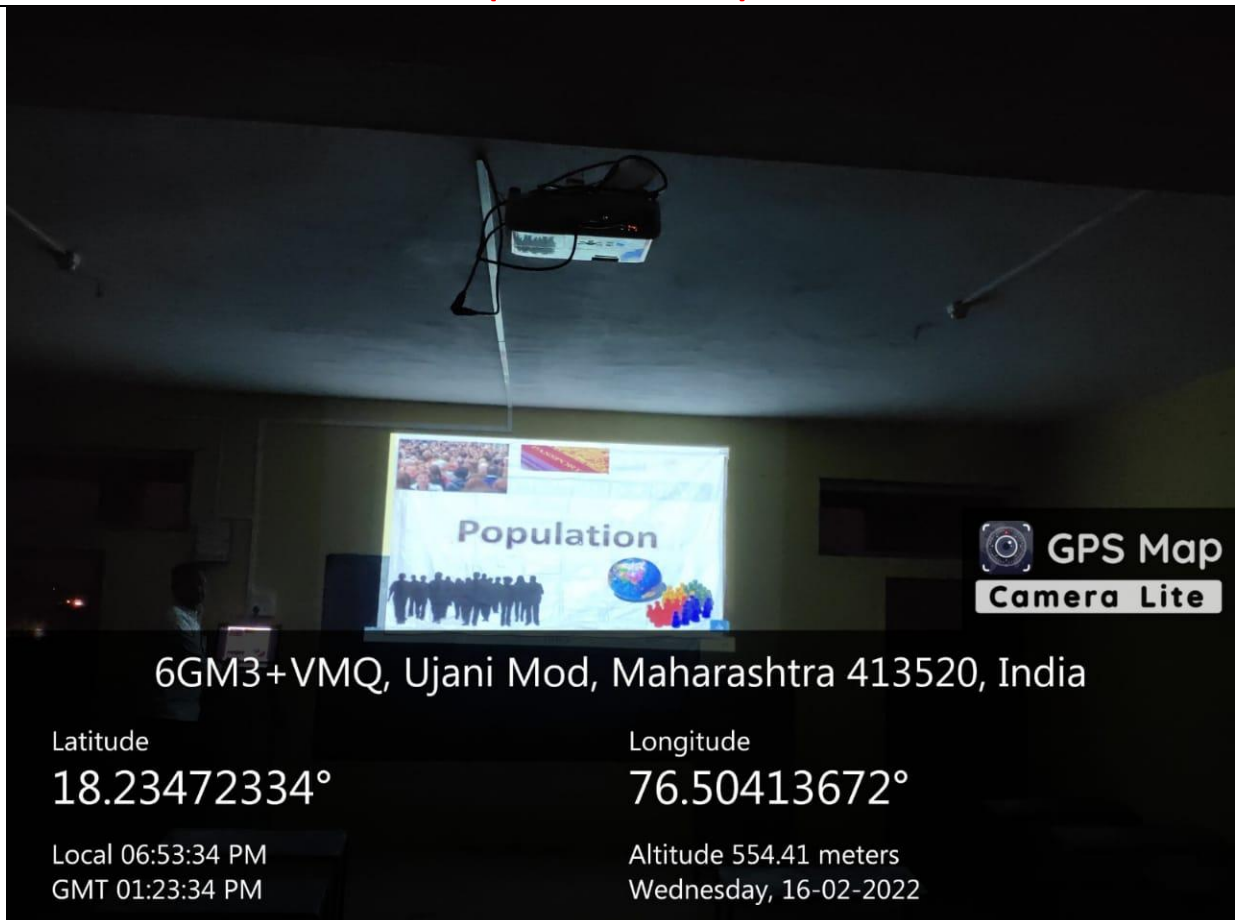 Population
GPS Map
Camera Lite
6GM3+VMQ, Ujani Mod, Maharashtra 413520, India
Latitude
18.23472334°
Longitude
76.50413672°
Local 06:53:34 PM
GMT 01:23:34 PM
Altitude 554.41 meters
Wednesday, 16-02-2022